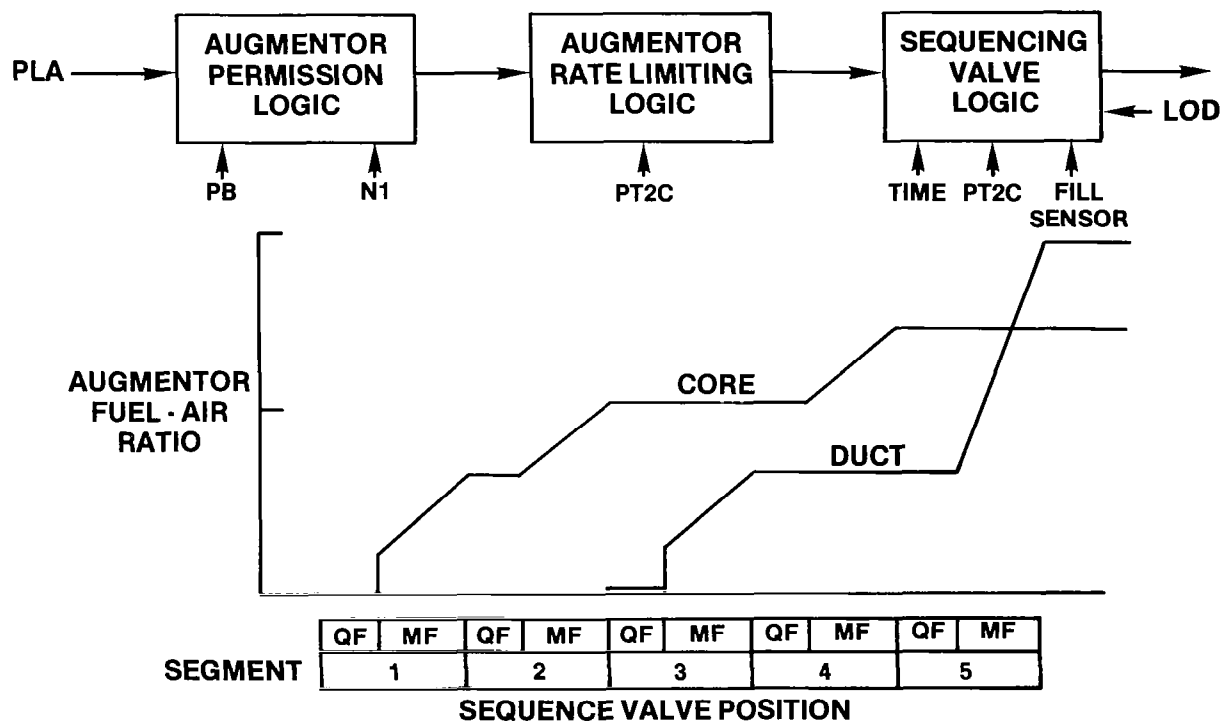 PLA
AUGMENTOR
PERMISSION
LOGIC
AUGMENTOR
RATE LIMITING
LOGIC
SEQUENCING
VALVE
LOGIC
LOD
PB
N1
PT2C
TIME
PT2C
FILL
SENSOR
AUGMENTOR
FUEL - AIR
RATIO
CORE
DUCT
QF MF QF MF QF MF QF MF QF MF
SEGMENT 1 2 3 4 5
SEQUENCE VALVE POSITION